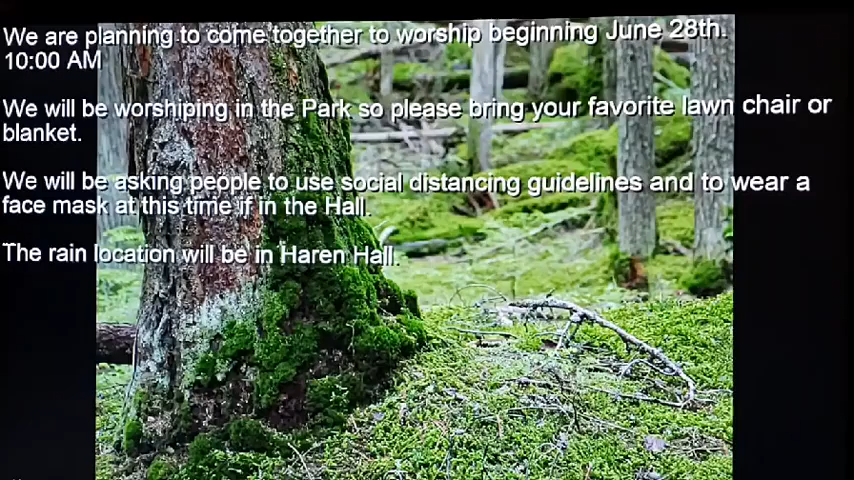 We are planning to come together to worship beginning June 28th.
10:00 AM
We will be worshiping in the Park so please bring your favorite lawn chair or
blanket.
We will be asking people to use social distancing guidelines and to wear a
face mask at this time if in the Hall.
The rain location will be in Haren Hall.